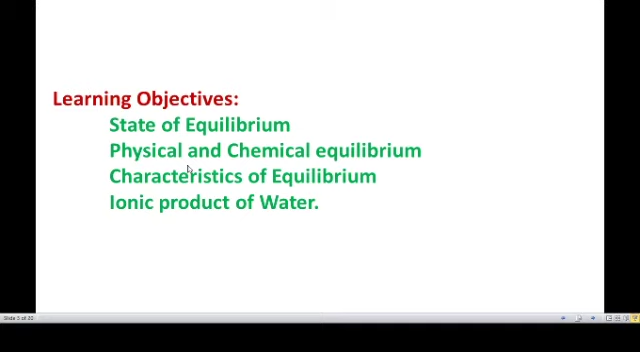 Learning Objectives:
State of Equilibrium
Physical and Chemical equilibrium
Characteristics of Equilibrium
Ionic product of Water.
Slide 5 of 20